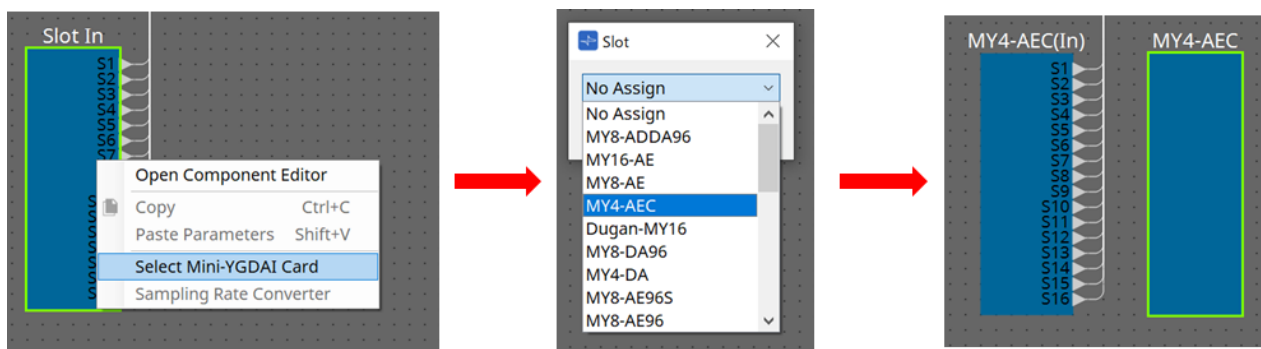 Slot In
S1
S2
S3
S4
S5
S6
S7
S
S
S
S
S
S
S
Open Component Editor
Copy Ctrl+C
Paste Parameters Shift+V
Select Mini-YGDAI Card
Sampling Rate Converter
Slot
No Assign
No Assign
MY8-ADDA96
MY16-AE
MY8-AE
MY4-AEC
Dugan-MY16
MY8-DA96
MY4-DA
MY8-AE96S
MY8-AE96
MY4-AEC(In)
S1
S2
S3
S4
S5
S6
S7
S8
S9
S10
S11
S12
S13
S14
S15
S16
MY4-AEC